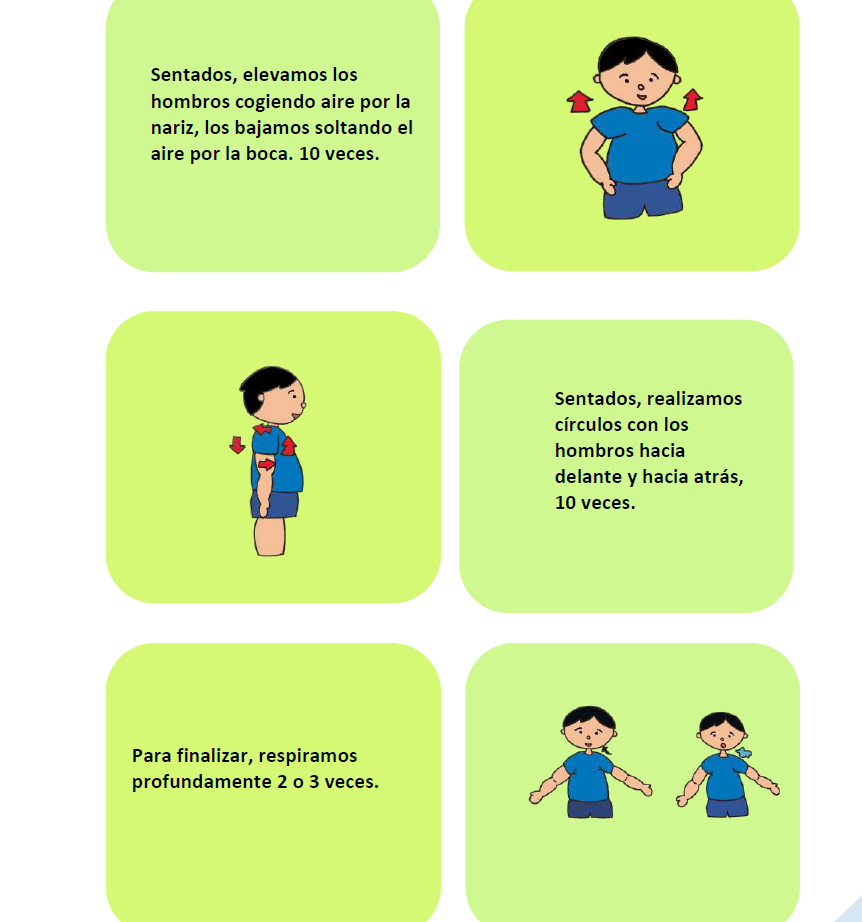 Sentados, elevamos los
hombros cogiendo aire por la
nariz, los bajamos soltando el
aire por la boca. 10 veces.
Sentados, realizamos
círculos con los
hombros hacia
delante y hacia atrás,
10 veces.
Para finalizar, respiramos
profundamente 2 o 3 veces.